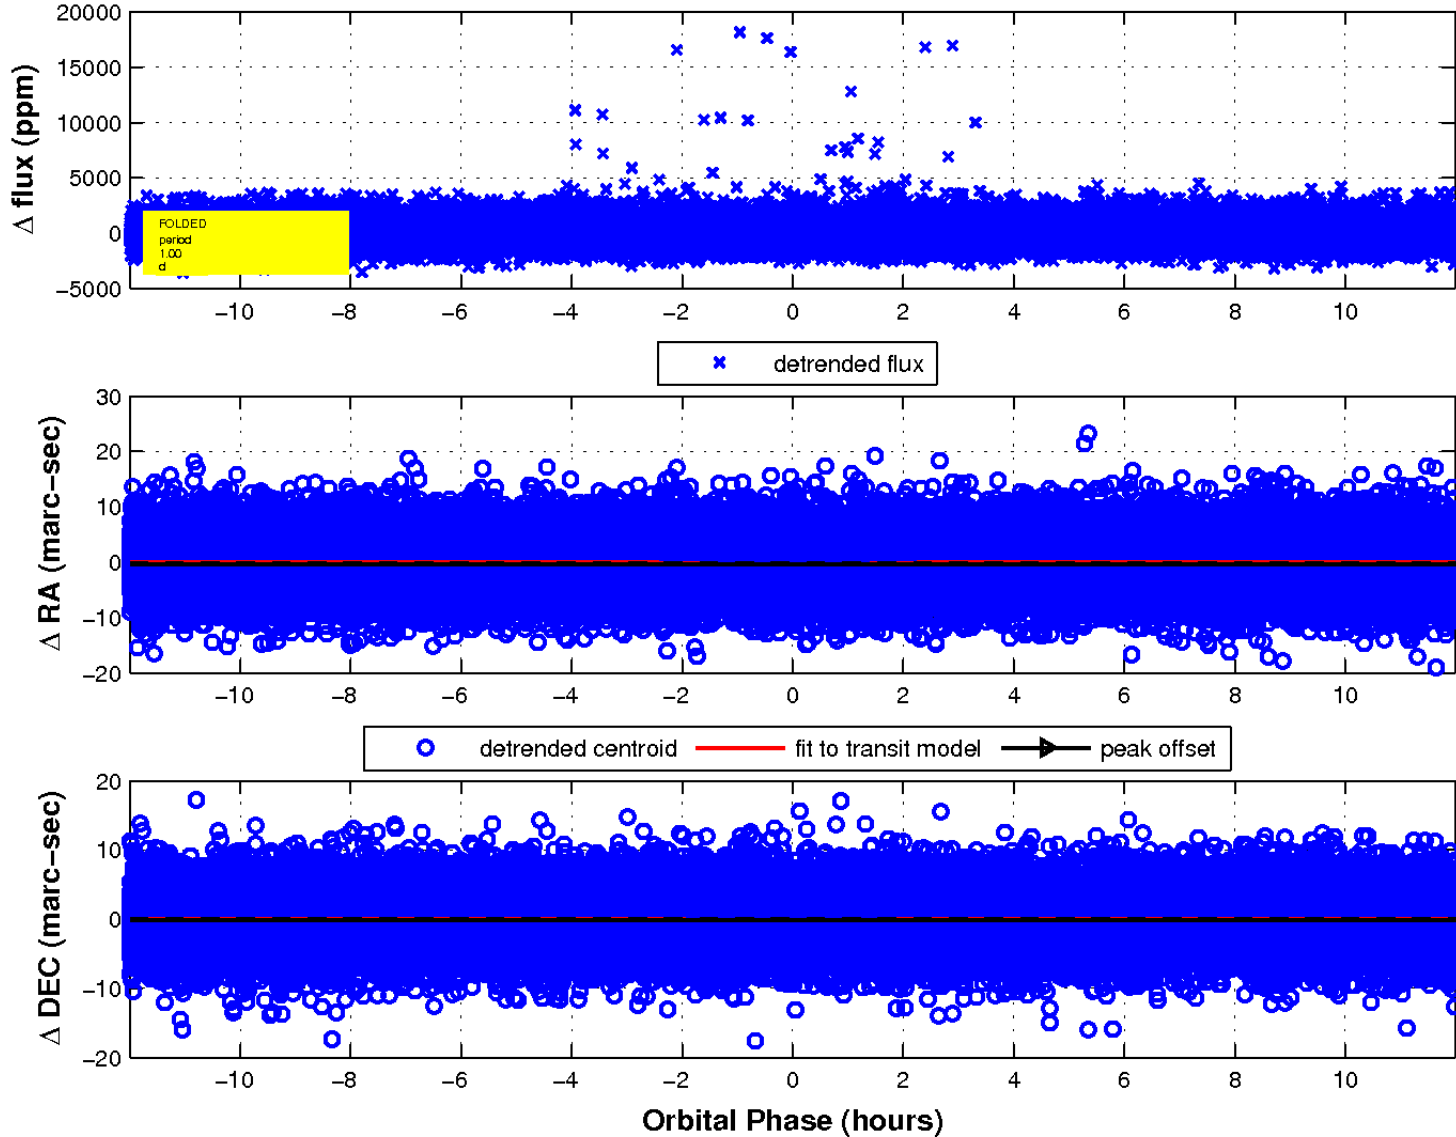 20000
15000
10000
5000
0
−5000
Δ flux (ppm)
FOLDED
period
1.00
d
−10 −8 −6 −4 −2 0 2 4 6 8 10
detrended flux
30
20
10
0
−10
−20
Δ RA (marc−sec)
−10 −8 −6 −4 −2 0 2 4 6 8 10
detrended centroid fit to transit model peak offset
20
10
0
−10
−20
Δ DEC (marc−sec)
−10 −8 −6 −4 −2 0 2 4 6 8 10
Orbital Phase (hours)